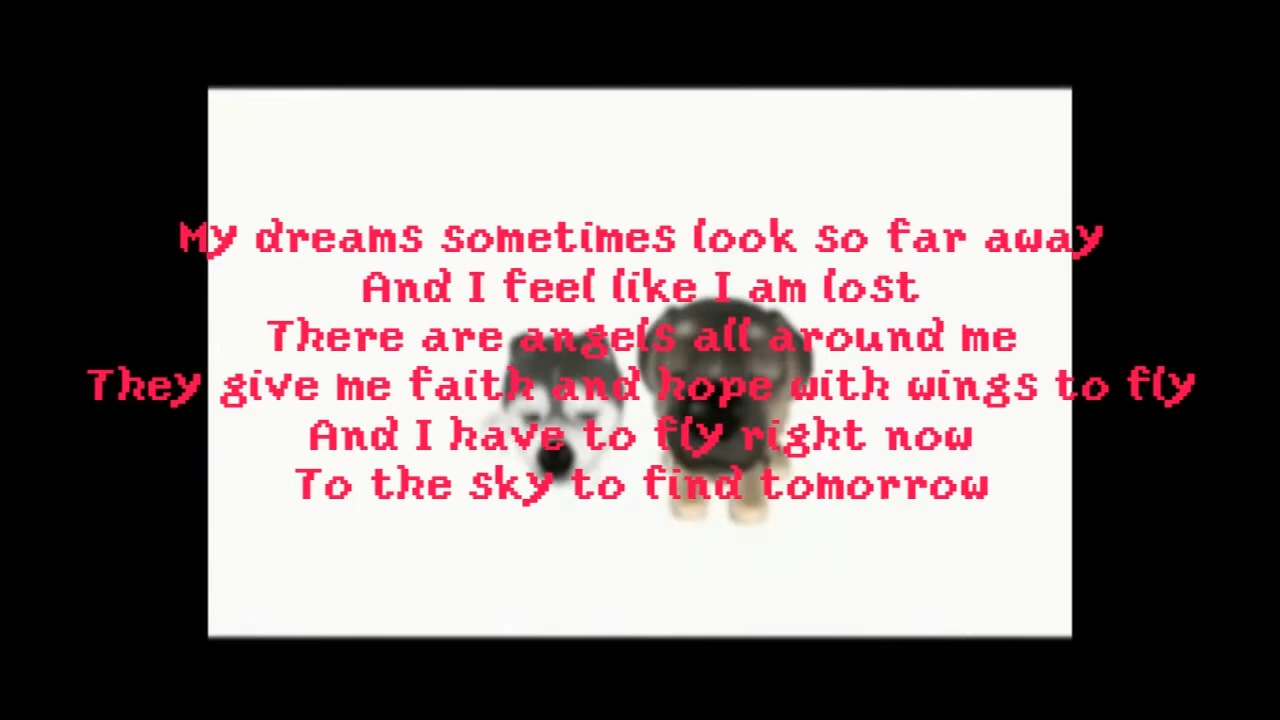 My dreams sometimes look so far away
And I feel like I am lost
There are angels all around me
They give me faith and hope with wings to fly
And I have to fly right now
To the sky to find tomorrow